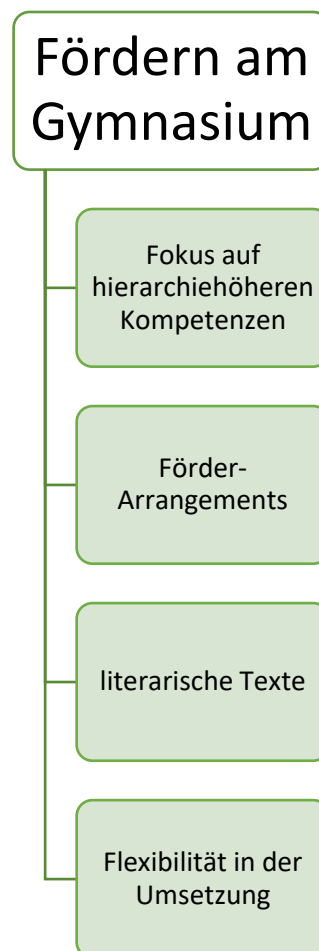 Fördern am
Gymnasium
Fokus auf
hierarchiehöheren
Kompetenzen
Förder-
Arrangements
literarische Texte
Flexibilität in der
Umsetzung